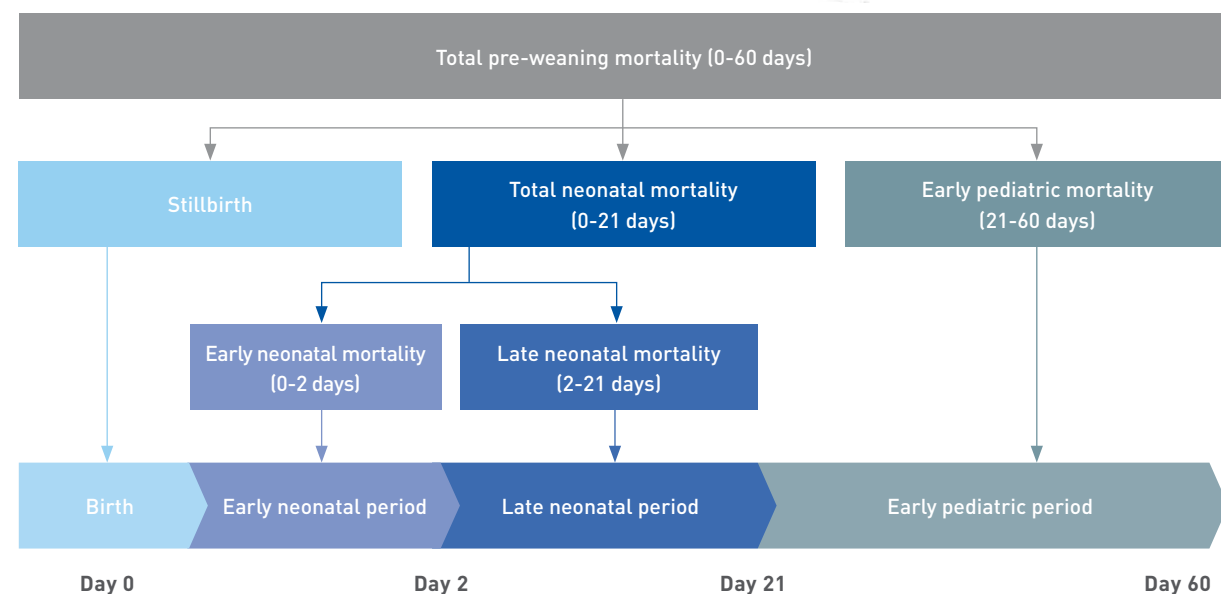 Total pre-weaning mortality (0-60 days)
Stillbirth
Total neonatal mortality
(0-21 days)
Early pediatric mortality
(21-60 days)
Early neonatal mortality
(0-2 days)
Late neonatal mortality
(2-21 days)
Birth
Early neonatal period
Late neonatal period
Early pediatric period
Day 0
Day 2
Day 21
Day 60